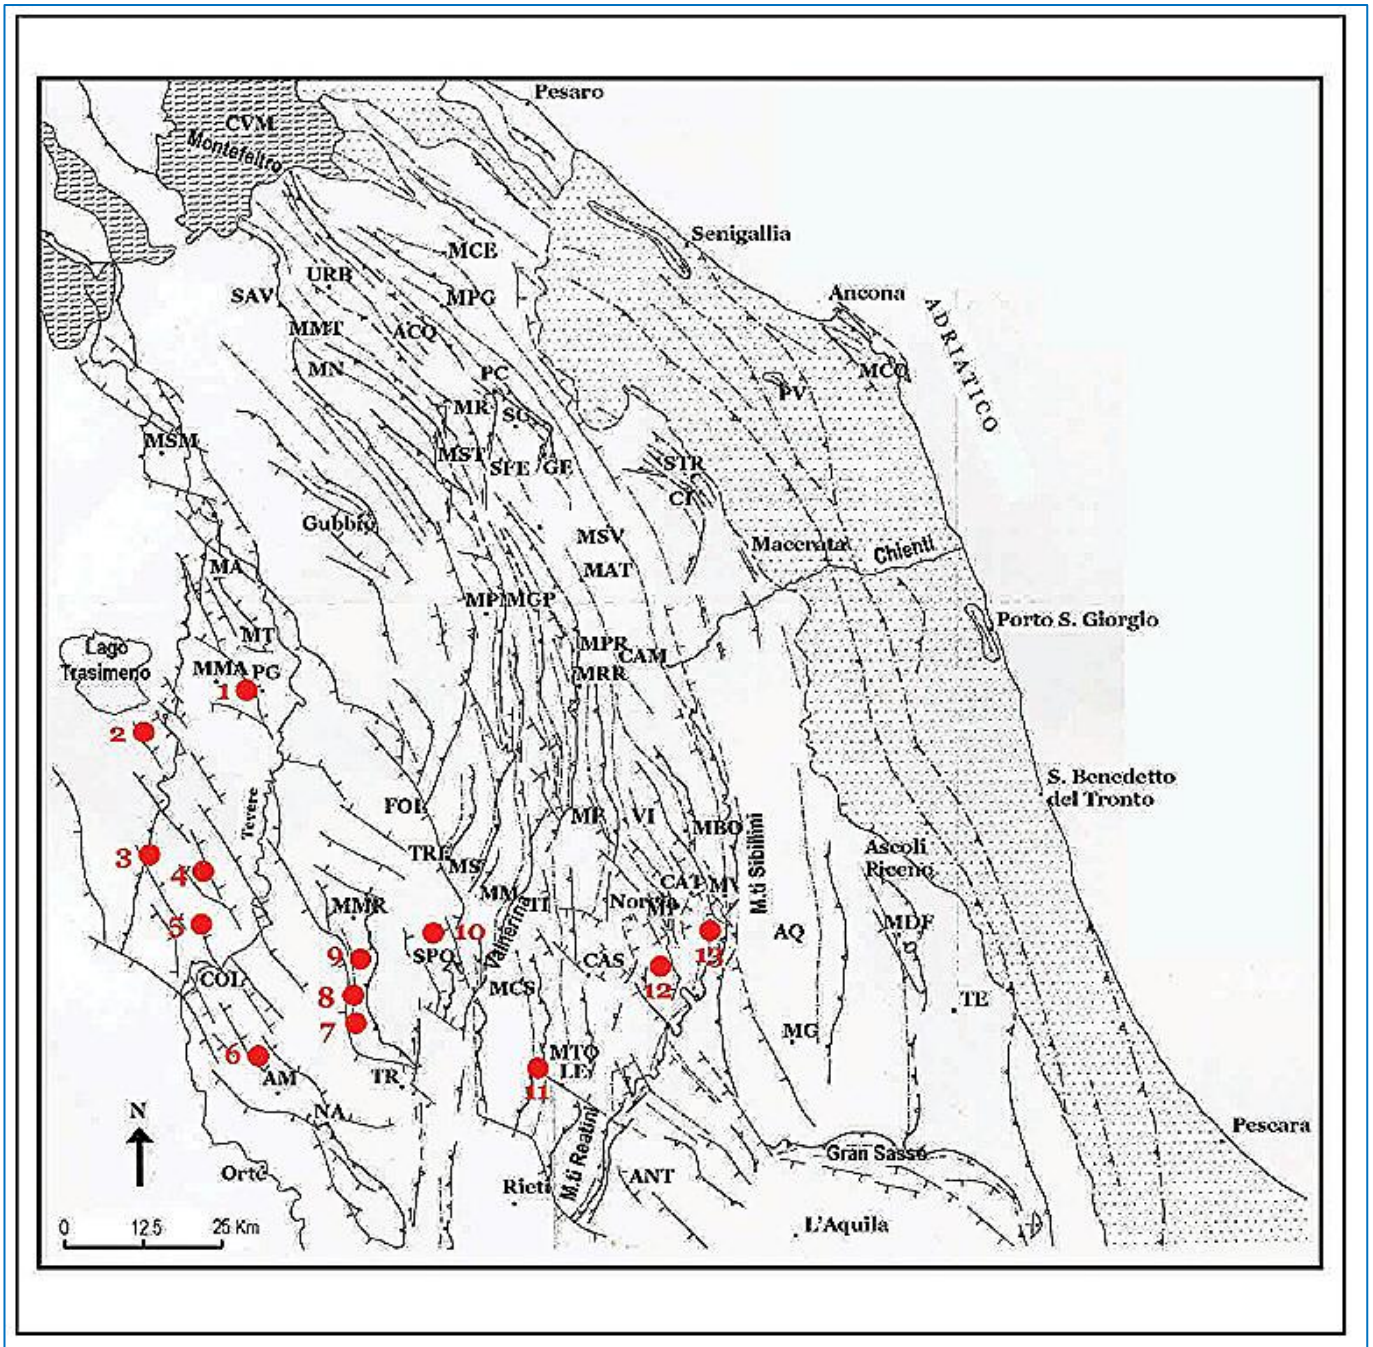 Pesaro
CVM
Montefeltro
Senigallia
MCE
URB
SAV
MPG
Ancona
ADRIATICO
MMT
ACQ
MN
PC
MCO
PV
MR
SG
MSM
MST
SFE
GE
STR
CI
Gubbio
MSV
Macerata
Chienti
MA
MAT
MP
MGP
Porto S. Giorgio
MT
MPR
CAM
Lago
Trasimeno
MMA
PG
MRR
1
2
S. Benedetto
del Tronto
Tevere
FOL
MP
VI
MBO
M.ti Sibillini
3
4
TRE
MS
Ascoli
Piceno
MM
CAT
MV
MMR
Norcia
5
10
Valnerina
AQ
MDF
SPO
9
CAS
13
COL
MCS
12
8
TE
7
MG
6
AM
TR
MTO
LE
11
N
NA
M.ti Reatini
Pescara
Gran Sasso
Orte
Rieti
ANT
0
12.5
25 Km
L'Aquila